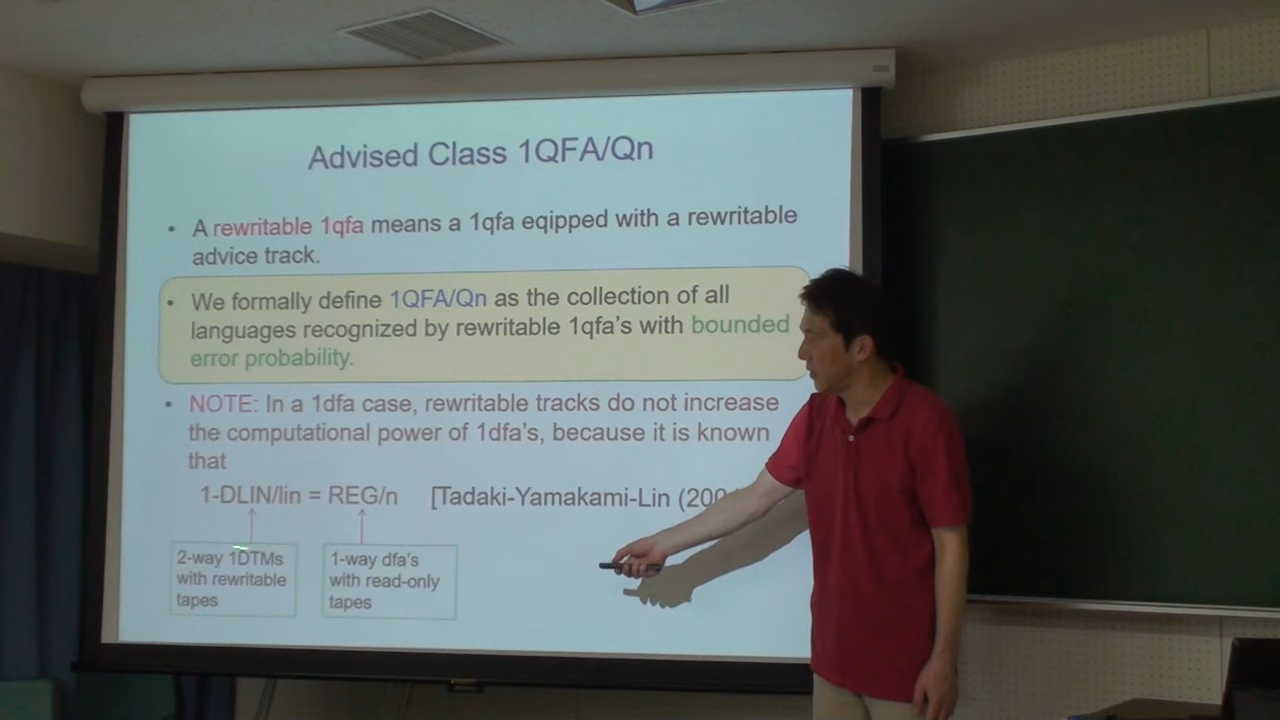 Advised Class 1QFA/Qn
• A rewritable 1qfa means a 1qfa eqipped with a rewritable
advice track.
• We formally define 1QFA/Qn as the collection of all
languages recognized by rewritable 1qfa's with bounded
error probability.
• NOTE: In a 1dfa case, rewritable tracks do not increase
the computational power of 1dfa's, because it is known
that
1-DLIN/lin = REG/n [Tadaki-Yamakami-Lin (200
2-way 1DTMs
with rewritable
tapes
1-way dfa's
with read-only
tapes